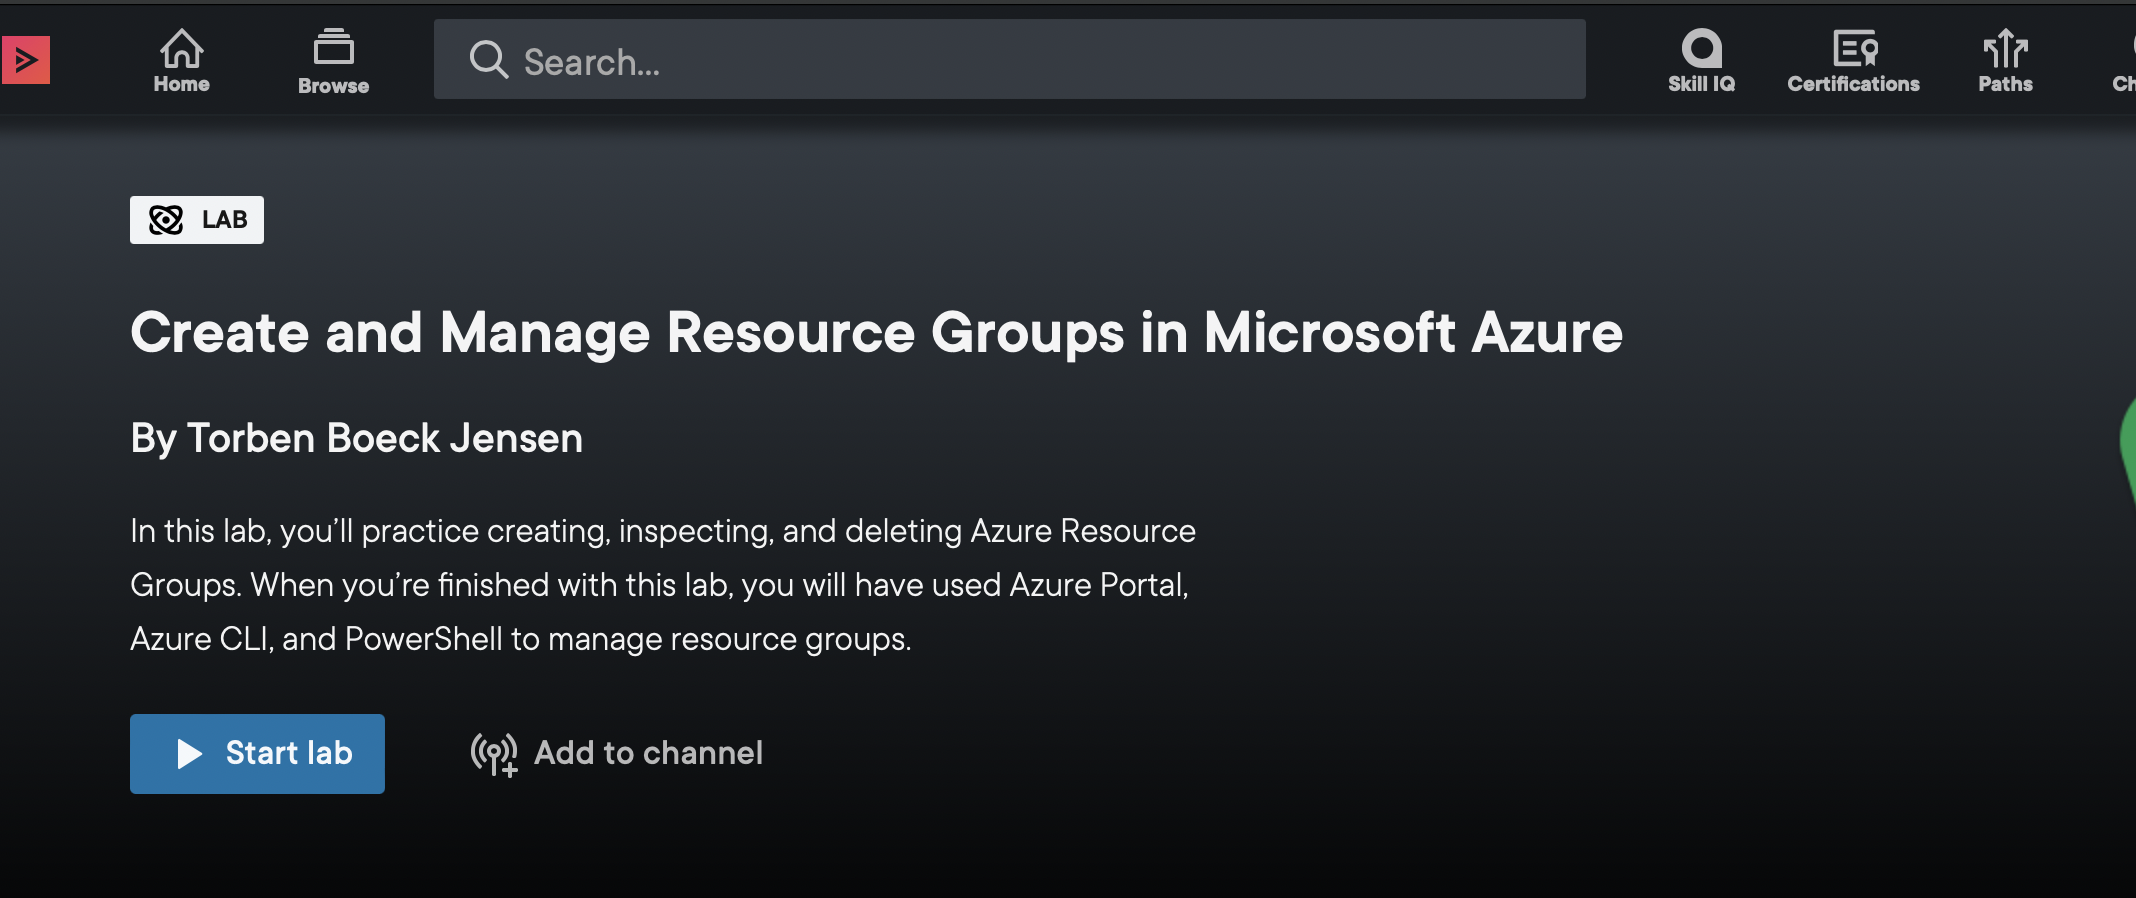 Home
Browse
Search...
Skill IQ
Certifications
Paths
LAB
Create and Manage Resource Groups in Microsoft Azure
By Torben Boeck Jensen
In this lab, you’ll practice creating, inspecting, and deleting Azure Resource
Groups. When you’re finished with this lab, you will have used Azure Portal,
Azure CLI, and PowerShell to manage resource groups.
Start lab
Add to channel